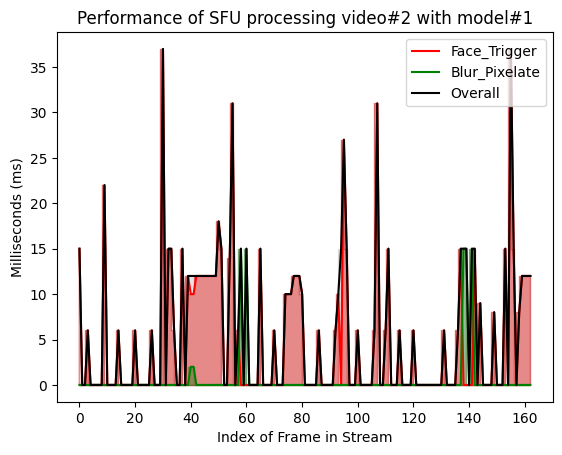 Performance of SFU processing video#2 with model#1
Face_Trigger
Blur_Pixelate
Overall
35
30
25
20
15
10
5
0
Milliseconds (ms)
0 20 40 60 80 100 120 140 160
Index of Frame in Stream